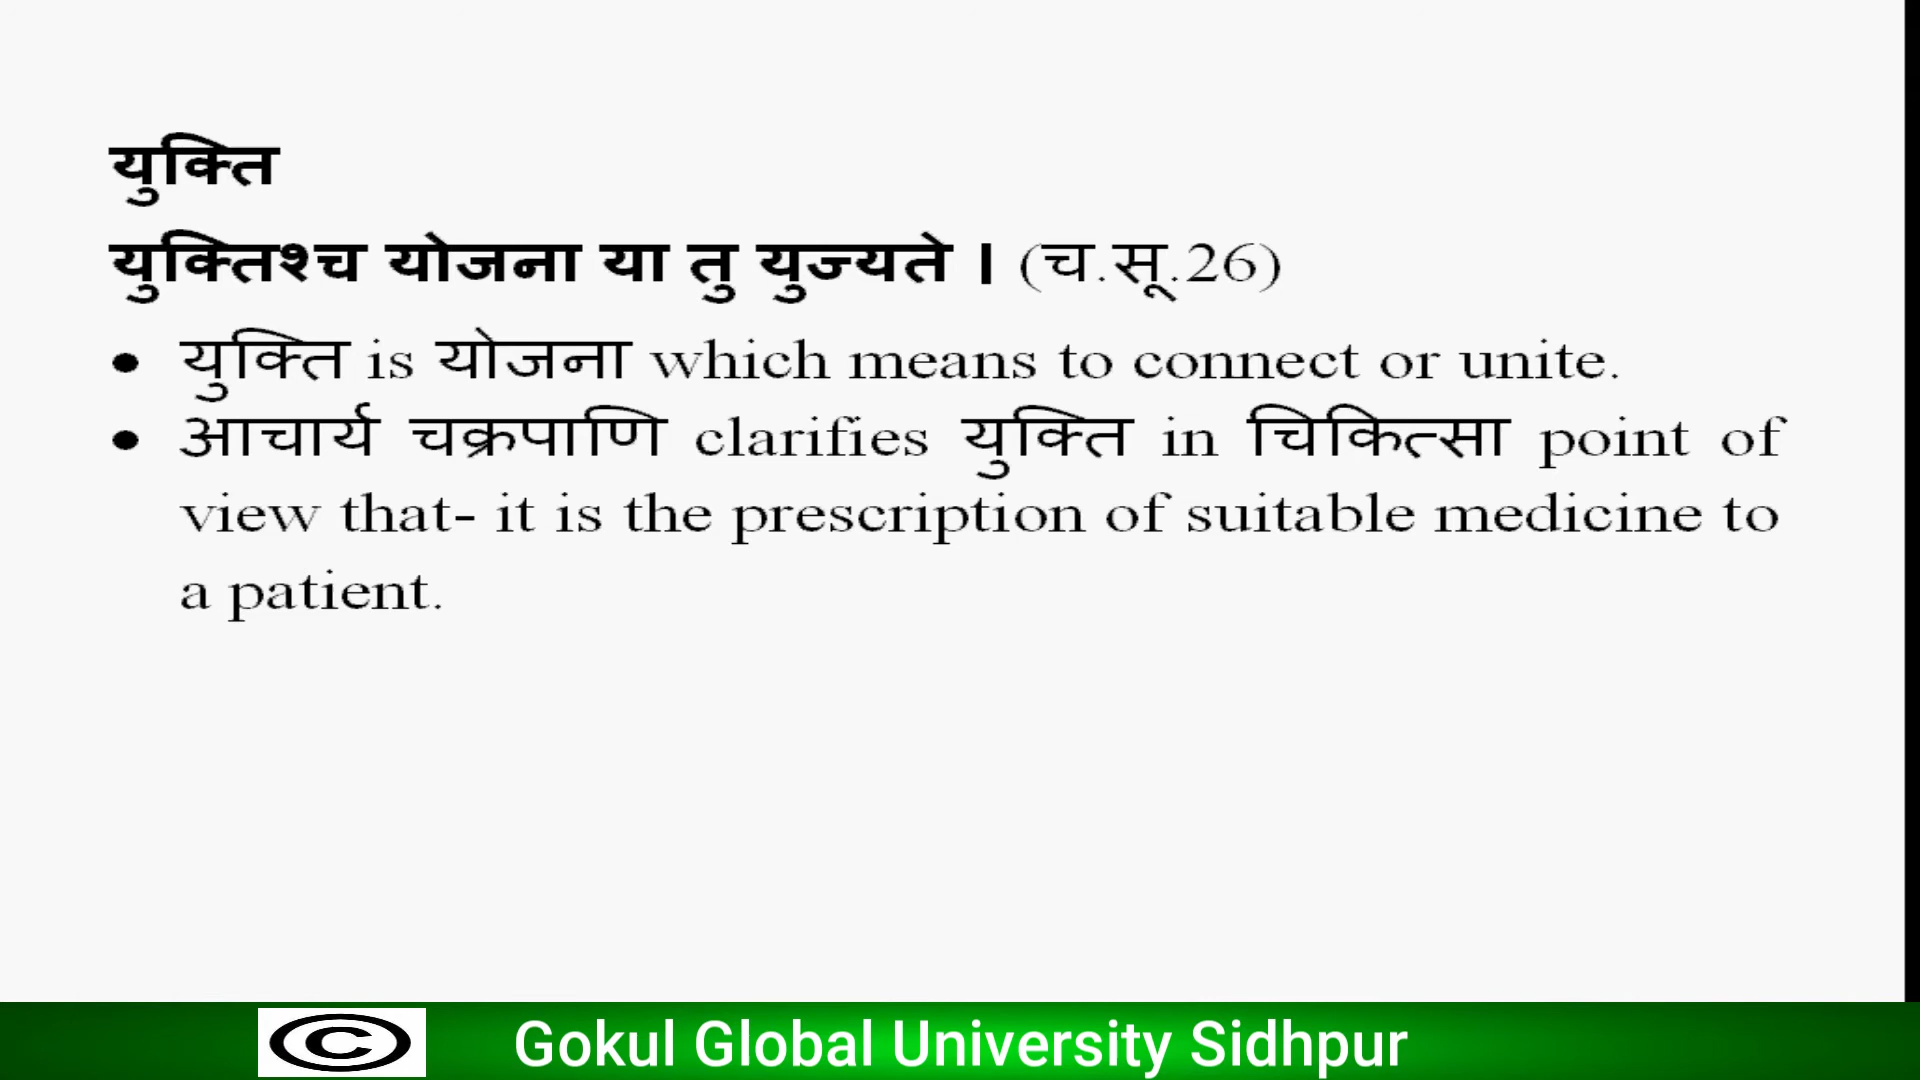 युक्ति
युक्तिश्च योजना या तु युज्यते । (च.सू.26)
• युक्ति is योजना which means to connect or unite.
• आचार्य चक्रपाणि clarifies युक्ति in चिकित्सा point of
view that- it is the prescription of suitable medicine to
a patient.
© Gokul Global University Sidhpur